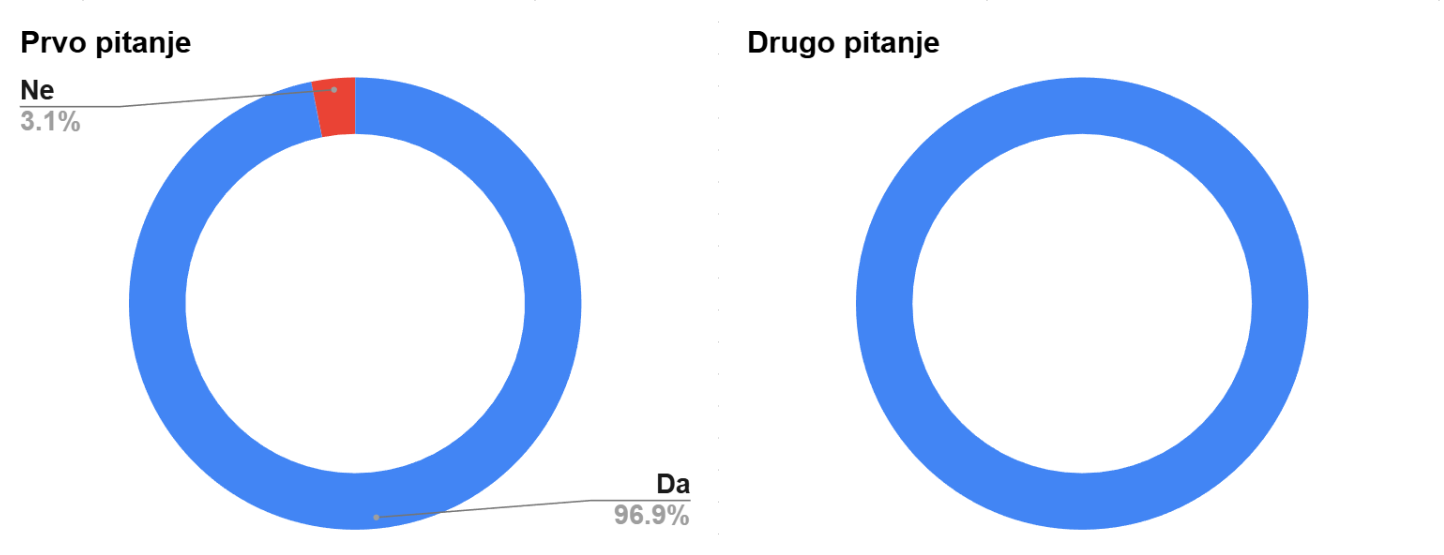 Prvo pitanje
Ne
3.1%
Da
96.9%
Drugo pitanje